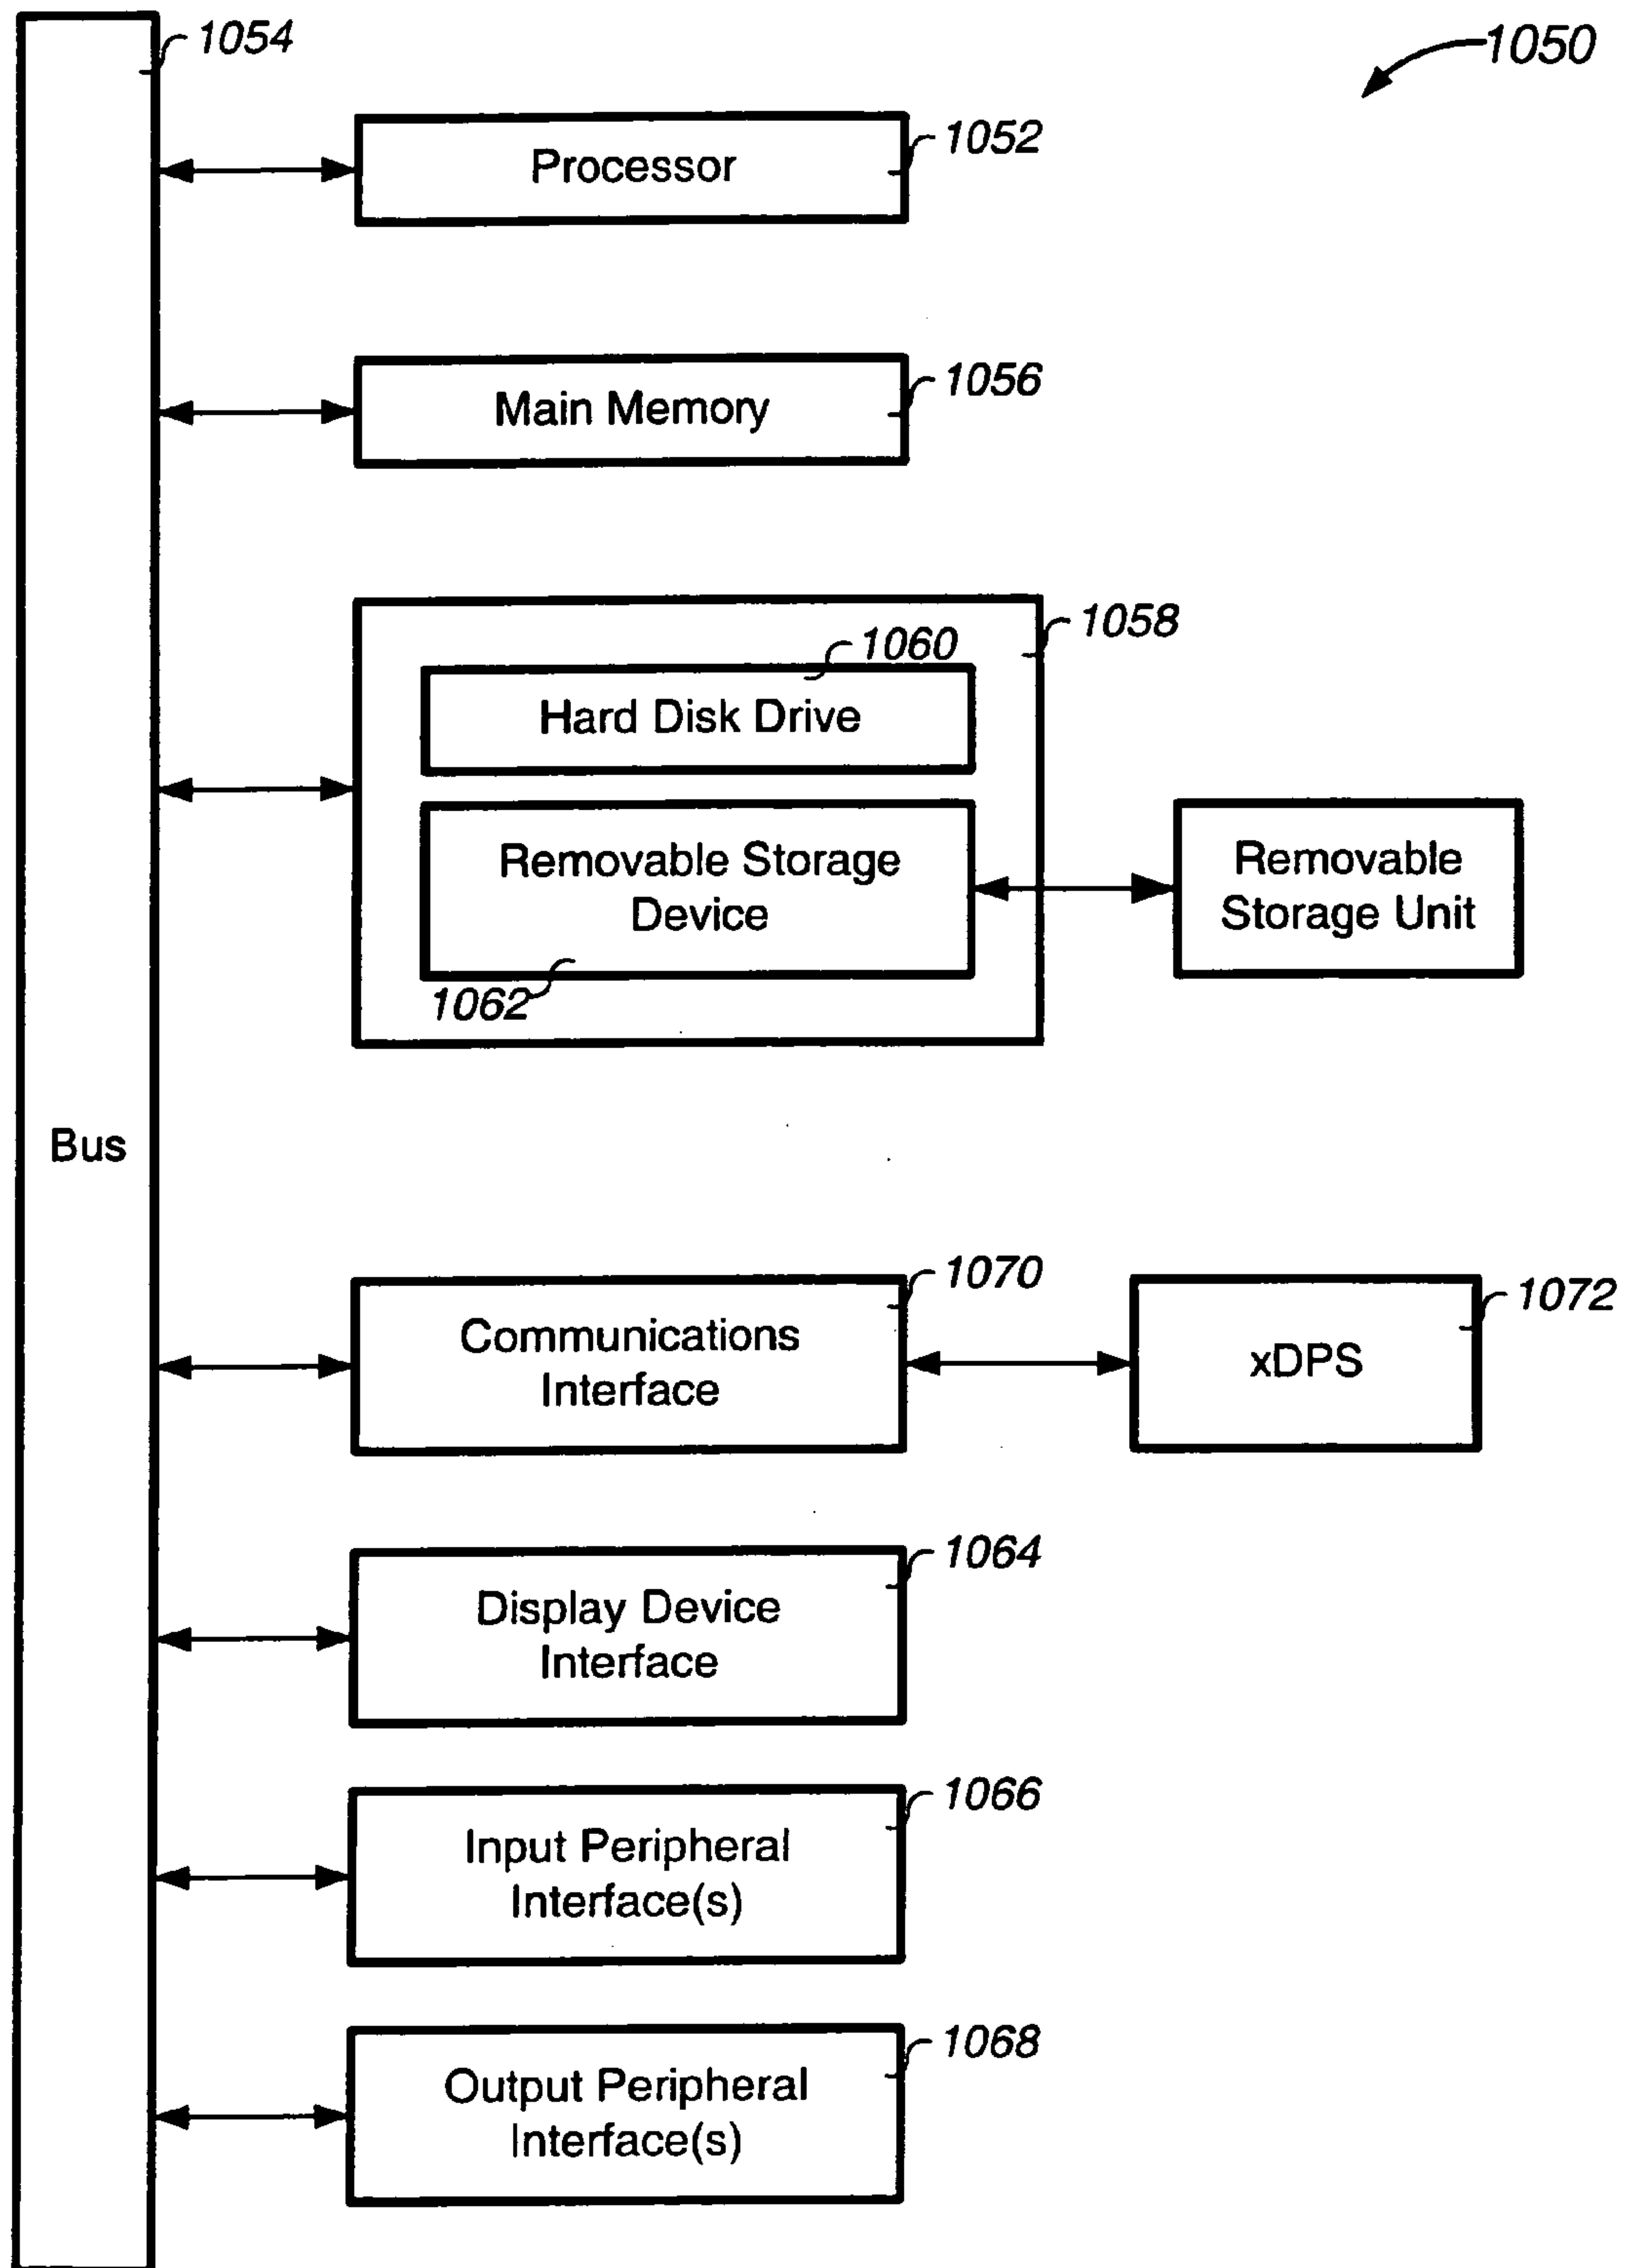 1054
1050
1052
Processor
1056
Main Memory
1058
1060
Hard Disk Drive
Removable Storage
Device
1062
Removable
Storage Unit
Bus
1070
Communications
Interface
1072
xDPS
1064
Display Device
Interface
1066
Input Peripheral
Interface(s)
1068
Output Peripheral
Interface(s)